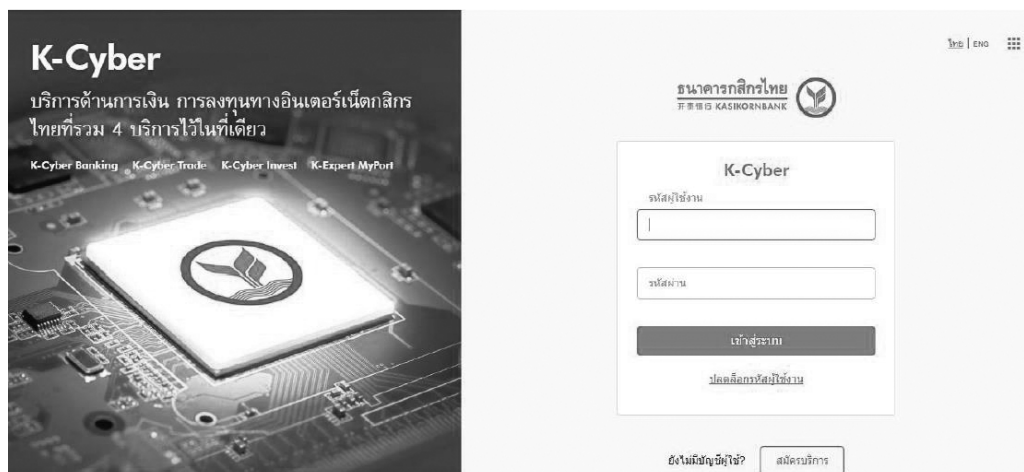 K-Cyber
บริการด้านการเงิน การลงทุนทางอินเตอร์เน็ตกสิกร
ไทยที่รวม 4 บริการไว้ในที่เดียว
K-Cyber Banking K-Cyber Trade K-Cyber Invest K-Expert MyPort
ไทย | ENG
ธนาคารกสิกรไทย
开泰银行 KASIKORNBANK
K-Cyber
รหัสผู้ใช้งาน
รหัสผ่าน
เข้าสู่ระบบ
ปลดล็อกรหัสผู้ใช้งาน
ยังไม่มีบัญชีผู้ใช้? สมัครบริการ